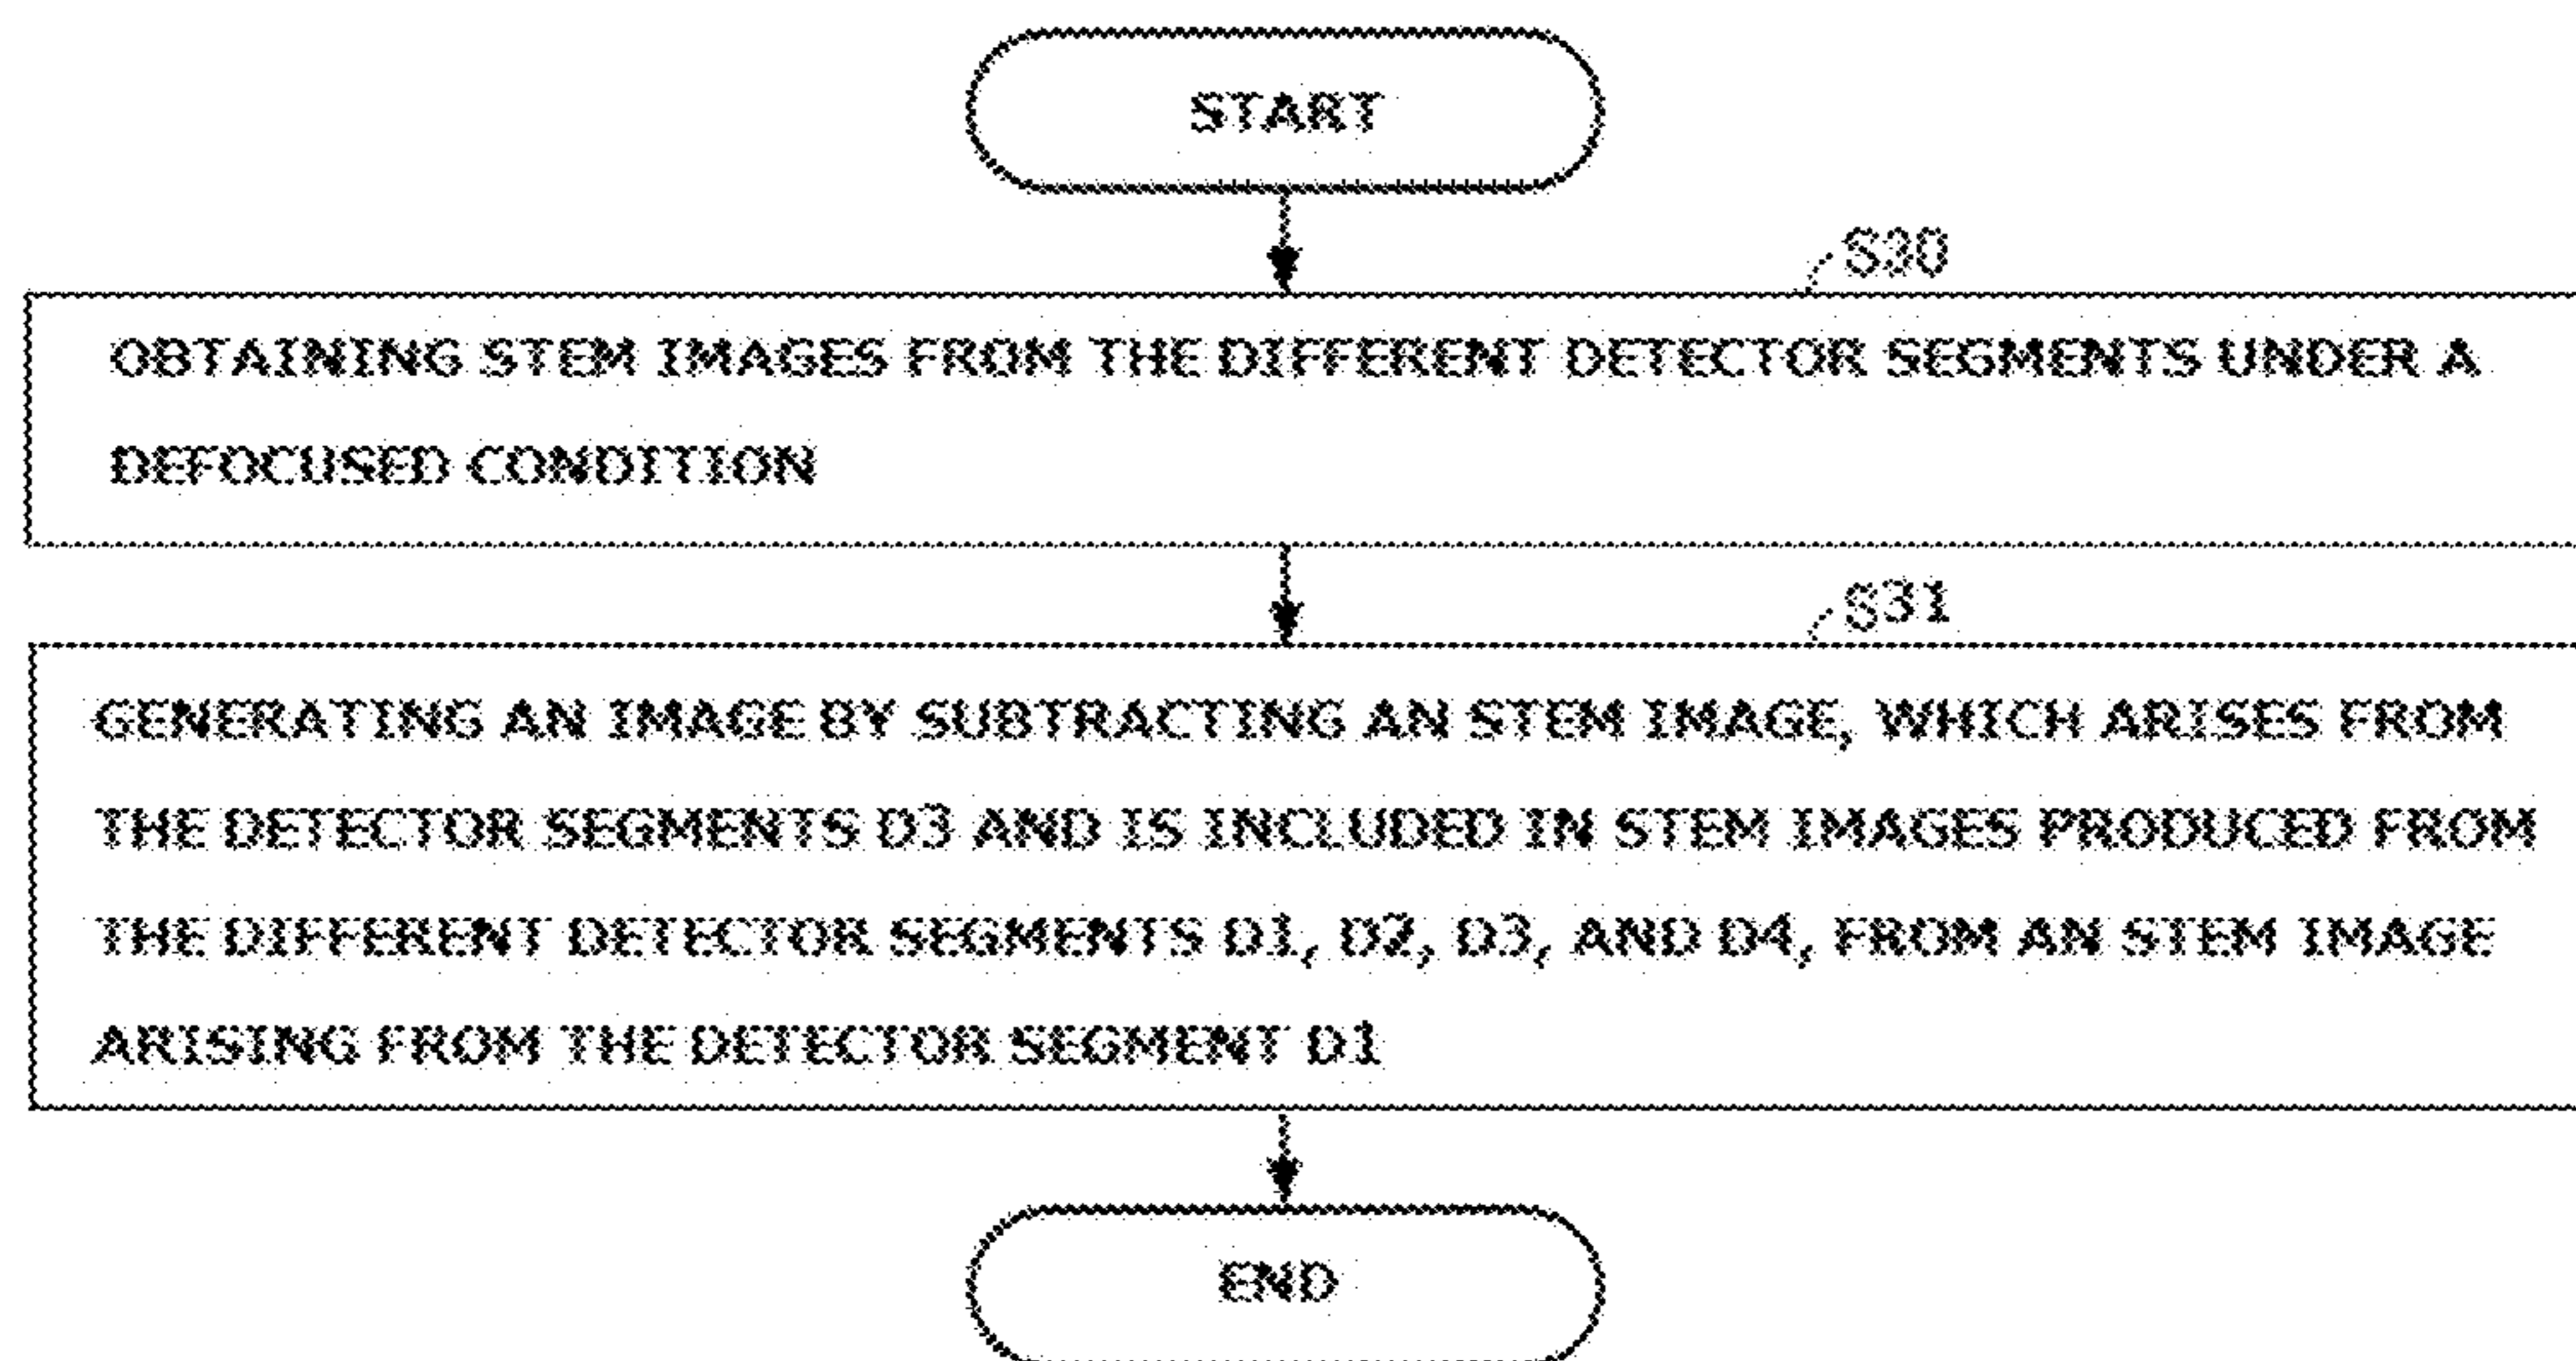 START
S30
OBTAINING STEM IMAGES FROM THE DIFFERENT DETECTOR SEGMENTS UNDER A
DEFOCUSED CONDITION
S31
GENERATING AN IMAGE BY SUBTRACTING AN STEM IMAGE, WHICH ARISES FROM
THE DETECTOR SEGMENTS D3 AND IS INCLUDED IN STEM IMAGES PRODUCED FROM
THE DIFFERENT DETECTOR SEGMENTS D1, D2, D3, AND D4, FROM AN STEM IMAGE
ARISING FROM THE DETECTOR SEGMENT D1
END